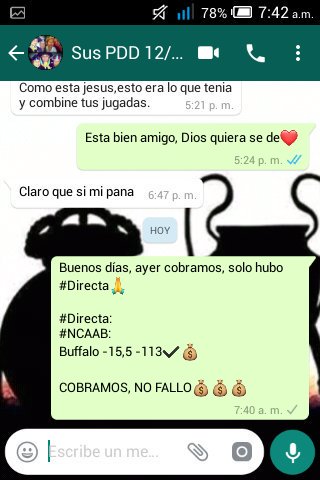 78% 7:42 a.m.
Sus PDD 12/...
Como esta jesus,esto era lo que tenia
y combine tus jugadas.
5:21 p. m.
Esta bien amigo, Dios quiera se de❤️
5:24 p. m.
Claro que si mi pana
6:47 p. m.
HOY
Buenos días, ayer cobramos, solo hubo
#Directa🙏
#Directa:
#NCAAB:
Buffalo -15,5 -113✔️💰
COBRAMOS, NO FALLO💰💰💰
7:40 a. m.
Escribe un me...